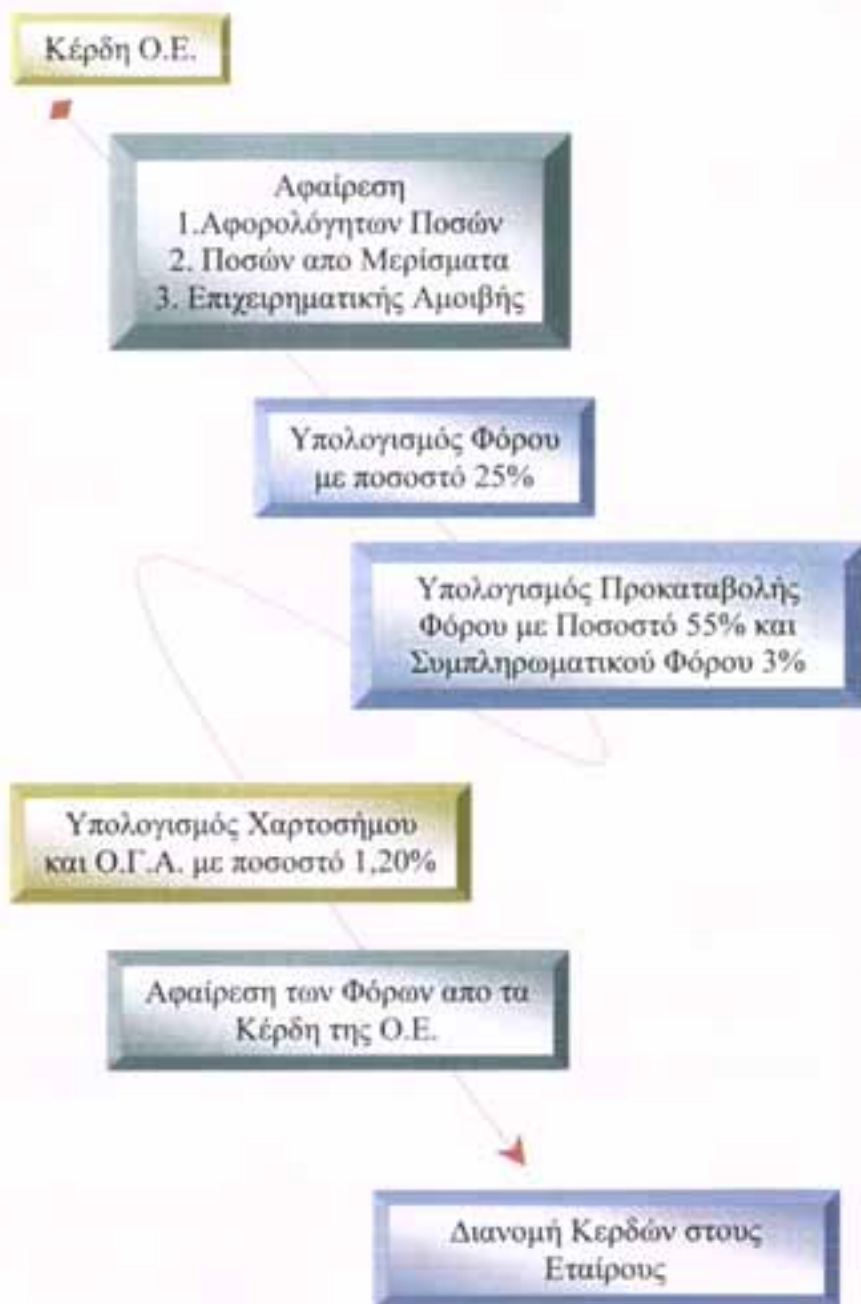 Κέρδη Ο.Ε.
Αφαίρεση
1.Αφορολόγητων Ποσών
2. Ποσών απο Μερίσματα
3. Επιχειρηματικής Αμοιβής
Υπολογισμός Φόρου
με ποσοστό 25%
Υπολογισμός Προκαταβολής
Φόρου με Ποσοστό 55% και
Συμπληρωματικού Φόρου 3%
Υπολογισμός Χαρτοσήμου
και Ο.Γ.Α. με ποσοστό 1,20%
Αφαίρεση των Φόρων απο τα
Κέρδη της Ο.Ε.
Διανομή Κερδών στους
Εταίρους